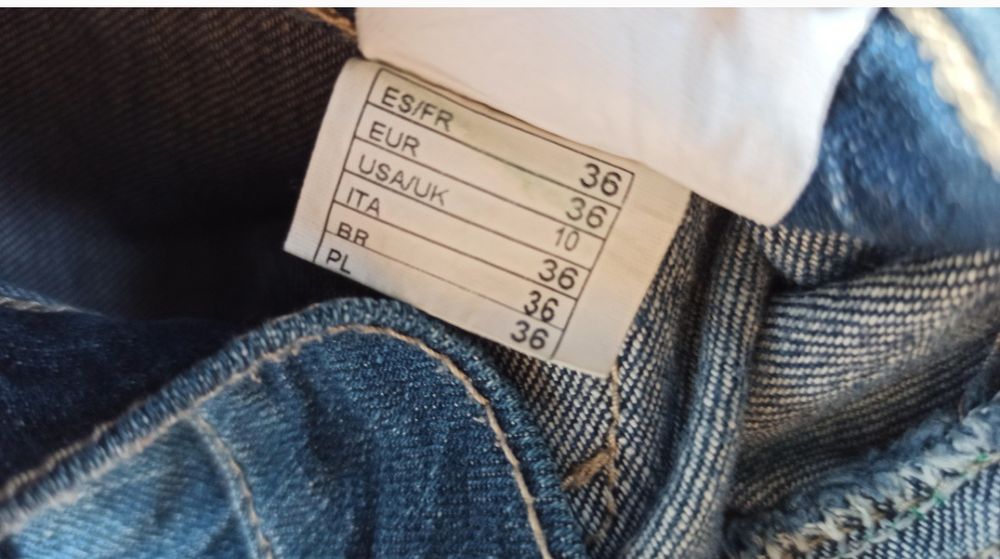 ES/FR 36
EUR 36
USA/UK 10
ITA 36
BR 36
PL 36